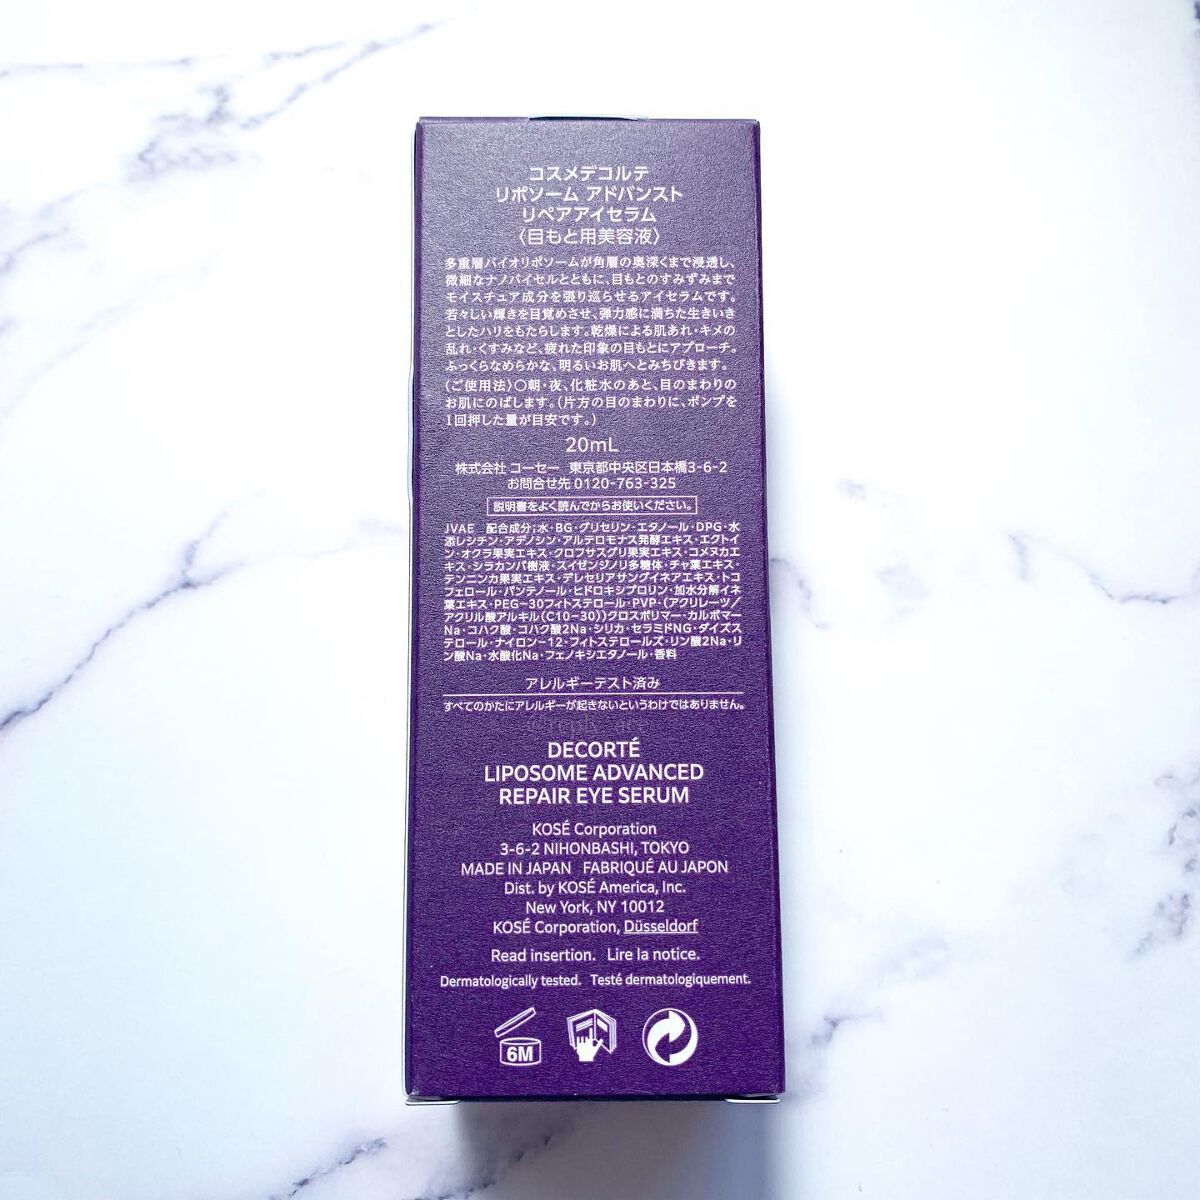 コスメデコルテ
リポソーム アドバンスト
リペアアイセラム
〈目もと用美容液〉
多重層バイオリポソームが角層の奥深くまで浸透し、
微細なナノバイセルとともに、目もとのすみずみまで
モイスチュア成分を張り巡らせるアイセラムです。
若々しい輝きを目覚めさせ、弾力感に満ちた生きいき
としたハリをもたらします。乾燥による肌あれ・キメの
乱れ・くすみなど、疲れた印象の目もとにアプローチ。
ふっくらなめらかな、明るいお肌へとみちびきます。
〈ご使用法〉○朝・夜、化粧水のあと、目のまわりの
お肌にのばします。（片方の目のまわりに、ポンプを
1回押した量が目安です。）
20mL
株式会社 コーセー 東京都中央区日本橋3-6-2
お問合せ先 0120-763-325
説明書をよく読んでからお使いください。
JVAE 配合成分;水・BG・グリセリン・エタノール・DPG・水
添レシチン・アデノシン・アルテロモナス発酵エキス・エクトイ
ン・オクラ果実エキス・クロフサスグリ果実エキス・コメヌカエ
キス・シラカンバ樹液・スイゼンジノリ多糖体・チャ葉エキス・
テンニンカ果実エキス・デレセリアサングイネアエキス・トコ
フェロール・パンテノール・ヒドロキシプロリン・加水分解イネ
葉エキス・PEG-30フィトステロール・PVP・(アクリレーツ/
アクリル酸アルキル(C10-30))クロスポリマー・カルボマー
Na・コハク酸・コハク酸2Na・シリカ・セラミドNG・ダイズス
テロール・ナイロン-12・フィトステロールズ・リン酸2Na・リ
ン酸Na・水酸化Na・フェノキシエタノール・香料
アレルギーテスト済み
すべてのかたにアレルギーが起きないというわけではありません。
DECORTÉ
LIPOSOME ADVANCED
REPAIR EYE SERUM
KOSÉ Corporation
3-6-2 NIHONBASHI, TOKYO
MADE IN JAPAN FABRIQUÉ AU JAPON
Dist. by KOSÉ America, Inc.
New York, NY 10012
KOSÉ Corporation, Düsseldorf
Read insertion. Lire la notice.
Dermatologically tested. Testé dermatologiquement.
6M